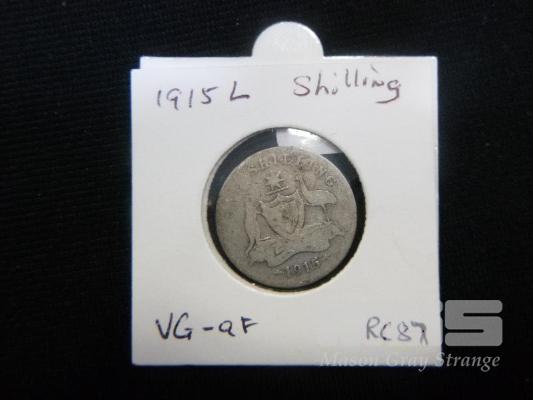 1915 L Shilling
SHILLING
1915
VG-aF RC87
Mason Gray Strange